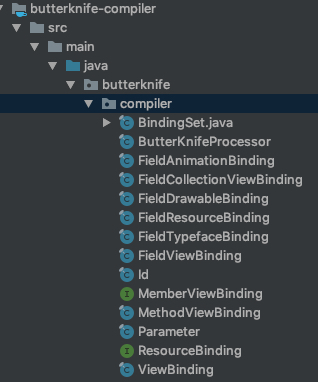 butterknife-compiler
src
main
java
butterknife
compiler
BindingSet.java
ButterKnifeProcessor
FieldAnimationBinding
FieldCollectionViewBinding
FieldDrawableBinding
FieldResourceBinding
FieldTypefaceBinding
FieldViewBinding
Id
MemberViewBinding
MethodViewBinding
Parameter
ResourceBinding
ViewBinding